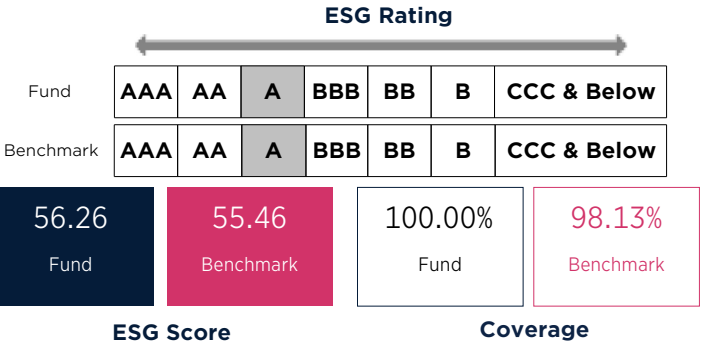 ESG Rating
Fund AAA AA A BBB BB B CCC & Below
Benchmark AAA AA A BBB BB B CCC & Below
56.26 55.46 100.00% 98.13%
Fund Benchmark Fund Benchmark
ESG Score Coverage